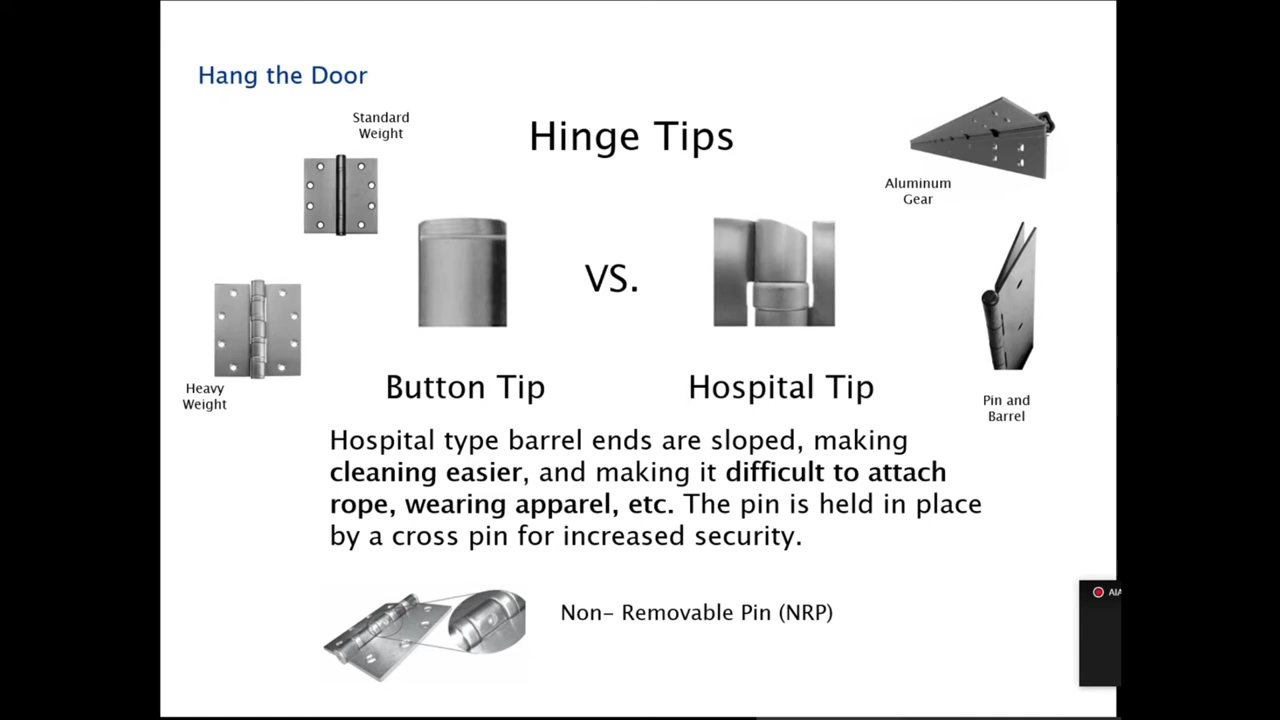 Hang the Door
Standard
Weight
Hinge Tips
Aluminum
Gear
VS.
Heavy
Weight
Button Tip
Hospital Tip
Pin and
Barrel
Hospital type barrel ends are sloped, making
cleaning easier, and making it difficult to attach
rope, wearing apparel, etc. The pin is held in place
by a cross pin for increased security.
Non- Removable Pin (NRP)
AIA